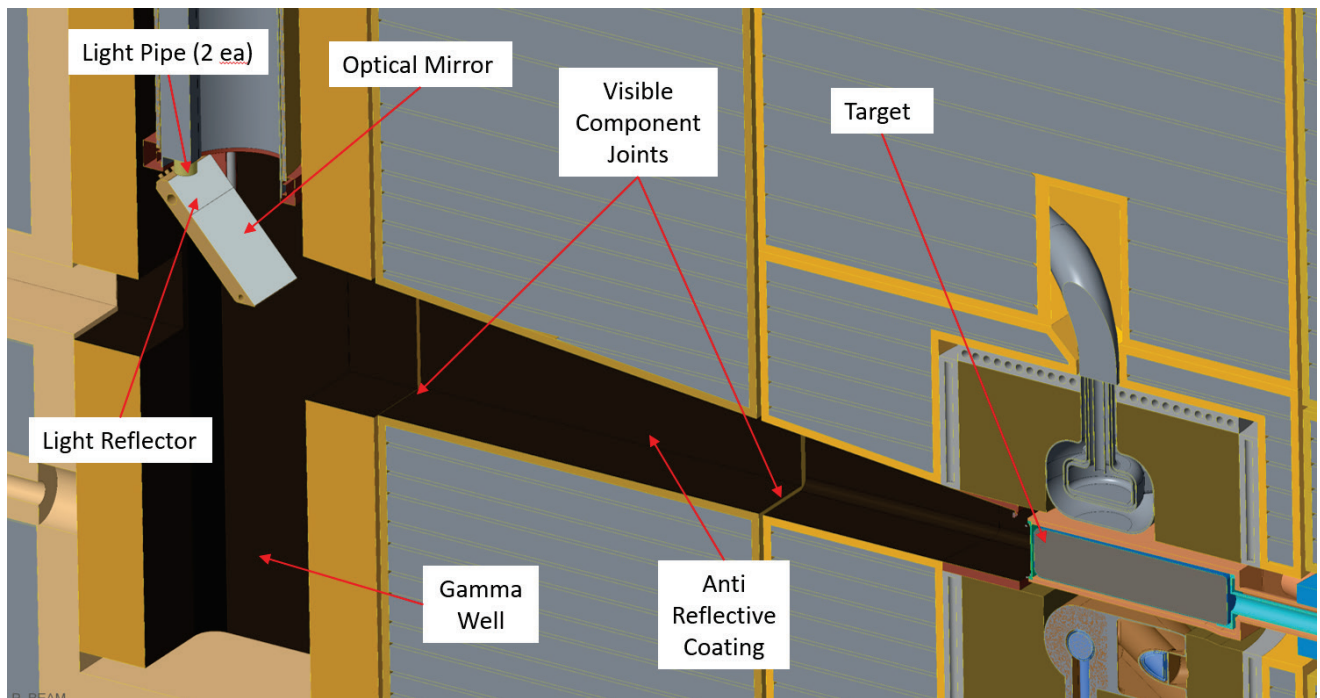 Light Pipe (2 ea)
Optical Mirror
Visible
Component
Joints
Target
Light Reflector
Gamma
Well
Anti
Reflective
Coating